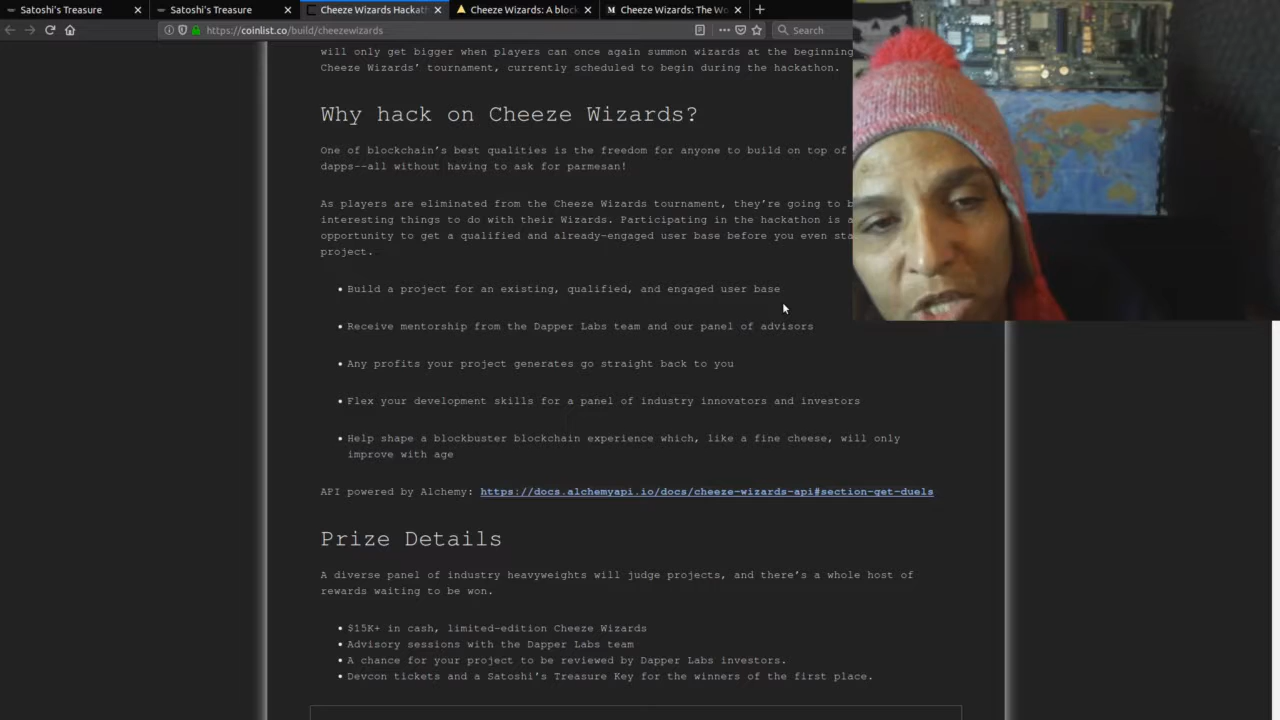 Satoshi's Treasure
Satoshi's Treasure
Cheeze Wizards Hackath
Cheeze Wizards: A block
Cheeze Wizards: The Wo
https://coinlist.co/build/cheezewizards
Search
will only get bigger when players can once again summon wizards at the beginning
Cheeze Wizards' tournament, currently scheduled to begin during the hackathon.
Why hack on Cheeze Wizards?
One of blockchain's best qualities is the freedom for anyone to build on top of
dapps--all without having to ask for parmesan!
As players are eliminated from the Cheeze Wizards tournament, they're going to b
interesting things to do with their Wizards. Participating in the hackathon is a
opportunity to get a qualified and already-engaged user base before you even sta
project.
• Build a project for an existing, qualified, and engaged user base
• Receive mentorship from the Dapper Labs team and our panel of advisors
• Any profits your project generates go straight back to you
• Flex your development skills for a panel of industry innovators and investors
• Help shape a blockbuster blockchain experience which, like a fine cheese, will only
improve with age
API powered by Alchemy: https://docs.alchemyapi.io/docs/cheeze-wizards-api#section-get-duels
Prize Details
A diverse panel of industry heavyweights will judge projects, and there's a whole host of
rewards waiting to be won.
• $15K+ in cash, limited-edition Cheeze Wizards
• Advisory sessions with the Dapper Labs team
• A chance for your project to be reviewed by Dapper Labs investors.
• Devcon tickets and a Satoshi's Treasure Key for the winners of the first place.